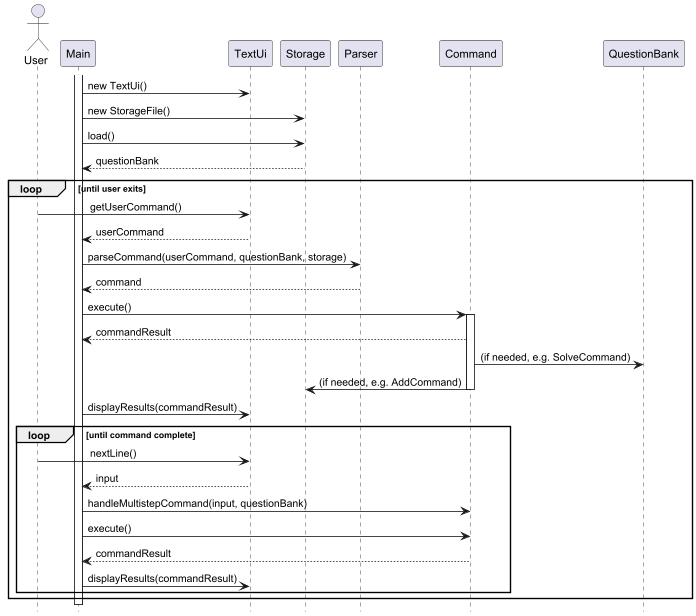 User
Main
TextUi
Storage
Parser
Command
QuestionBank
new TextUi()
new StorageFile()
load()
questionBank
loop
[until user exits]
getUserCommand()
userCommand
parseCommand(userCommand, questionBank, storage)
command
execute()
commandResult
(if needed, e.g. SolveCommand)
(if needed, e.g. AddCommand)
displayResults(commandResult)
loop
[until command complete]
nextLine()
input
handleMultistepCommand(input, questionBank)
execute()
commandResult
displayResults(commandResult)